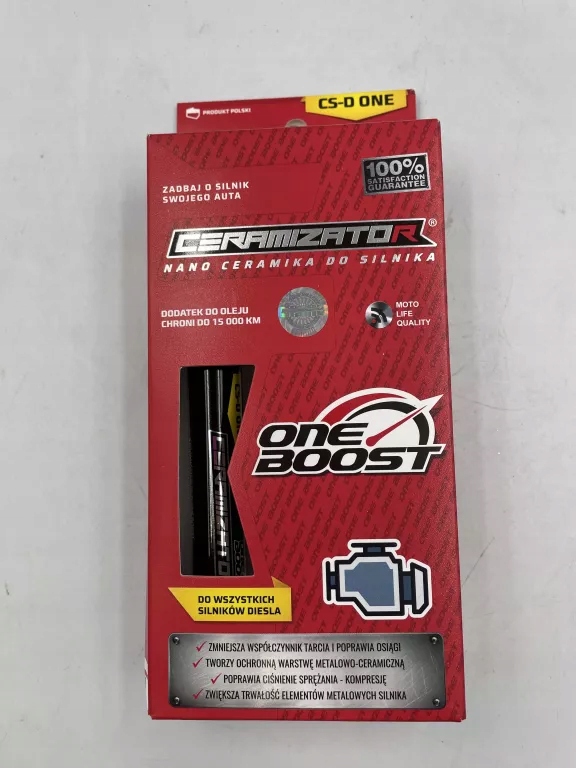 PRODUKT POLSKI
CS-D ONE
ZADBAJ O SILNIK
SWOJEGO AUTA
100%
SATISFACTION
GUARANTEE
CERAMIZATOR®
NANO CERAMIKA DO SILNIKA
DODATEK DO OLEJU
CHRONI DO 15 000 KM
MOTO
LIFE
QUALITY
ONE
BOOST
DO WSZYSTKICH
SILNIKÓW DIESLA
ZMNIEJSZA WSPÓŁCZYNNIK TARCIA I POPRAWIA OSIĄGI
TWORZY OCHRONNĄ WARSTWĘ METALOWO-CERAMICZNĄ
POPRAWIA CIŚNIENIE SPRĘŻANIA - KOMPRESJĘ
ZWIĘKSZA TRWAŁOŚĆ ELEMENTÓW METALOWYCH SILNIKA